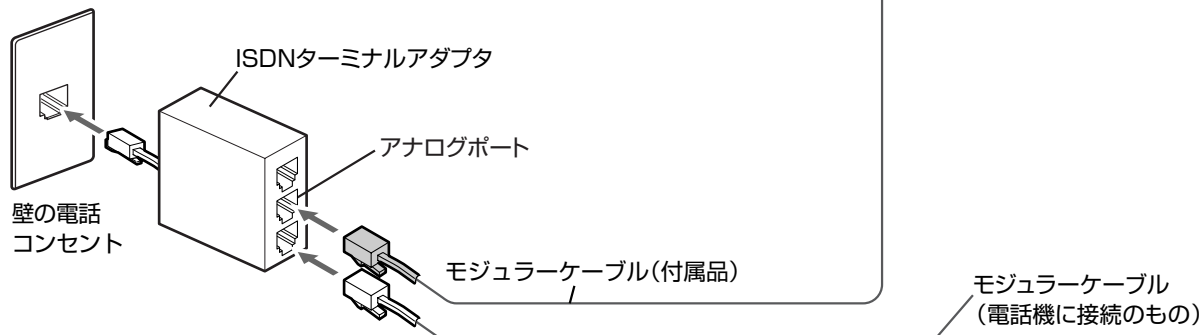 ISDNターミナルアダプタ
アナログポート
壁の電話
コンセント
モジュラーケーブル（付属品）
モジュラーケーブル
（電話機に接続のもの）